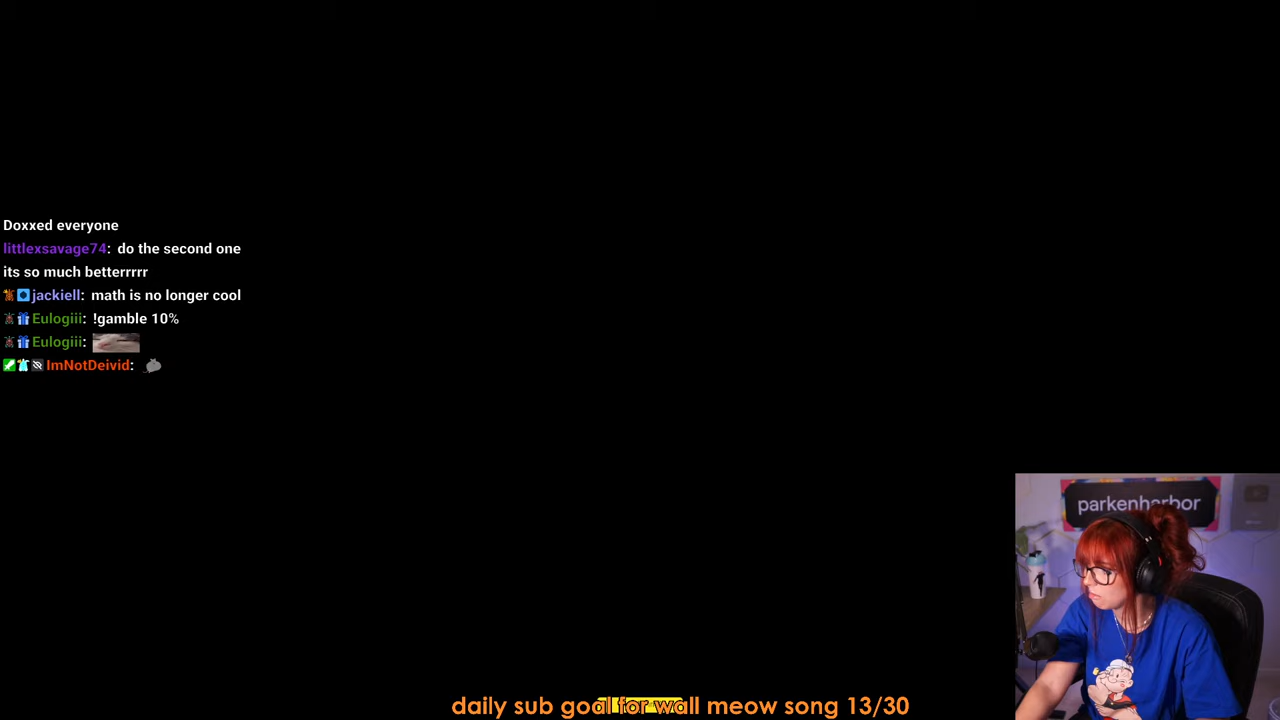 Doxxed everyone
littlexsavage74: do the second one
its so much betterrrrr
jackiell: math is no longer cool
Eulogiii: !gamble 10%
Eulogiii:
ImNotDeivid:
parkenharbor
daily sub goal for wall meow song 13/30